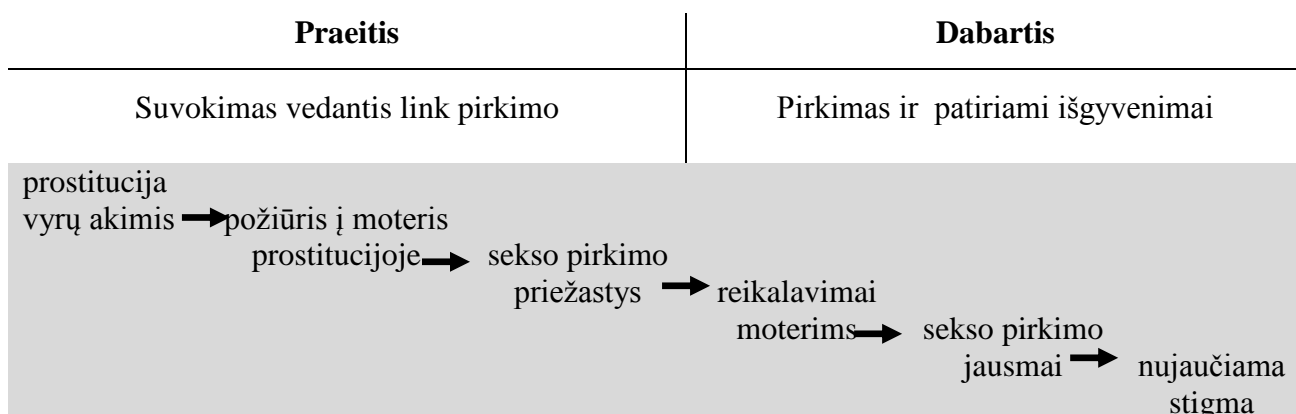 Praeitis Dabartis
Suvokimas vedantis link pirkimo Pirkimas ir patiriami išgyvenimai
prostitucija
vyrų akimis požiūris į moteris
prostitucijoje sekso pirkimo
priežastys reikalavimai
moterims sekso pirkimo
jausmai nujaučiama
stigma